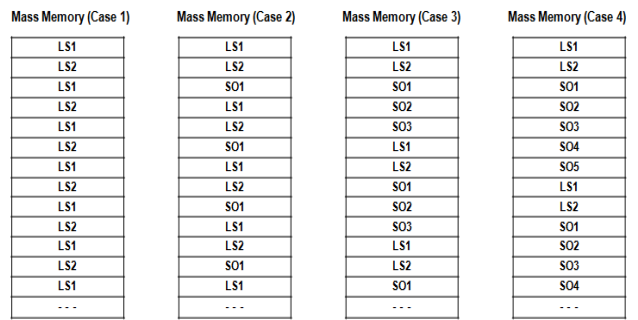 Mass Memory (Case 1) Mass Memory (Case 2) Mass Memory (Case 3) Mass Memory (Case 4)
LS1 LS1 LS1 LS1
LS2 LS2 LS2 LS2
LS1 SO1 SO1 SO1
LS2 LS1 SO2 SO2
LS1 LS2 SO3 SO3
LS2 SO1 LS1 SO4
LS1 LS1 LS2 SO5
LS2 LS2 SO1 LS1
LS1 SO1 SO2 LS2
LS2 LS1 SO3 SO1
LS1 LS2 LS1 SO2
LS2 SO1 LS2 SO3
LS1 LS1 SO1 SO4
- - - - - - - - - - - -